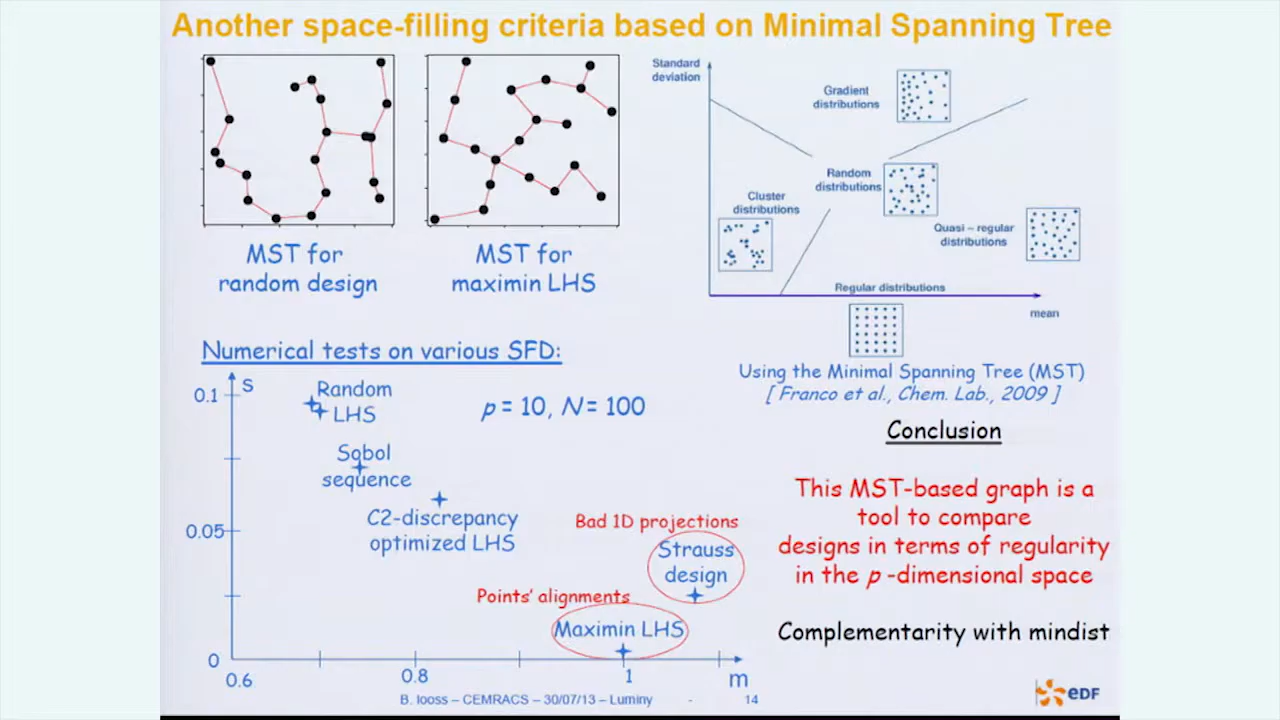 Another space-filling criteria based on Minimal Spanning Tree
MST for
random design
MST for
maximin LHS
Standard
deviation
Gradient
distributions
Random
distributions
Cluster
distributions
Quasi – regular
distributions
Regular distributions
mean
Using the Minimal Spanning Tree (MST)
[ Franco et al., Chem. Lab., 2009 ]
Numerical tests on various SFD:
s
0.1
Random
LHS
p = 10, N = 100
Sobol
sequence
C2-discrepancy
optimized LHS
0.05
Bad 1D projections
Strauss
design
Points' alignments
Maximin LHS
0
0.6
0.8
1
m
Conclusion
This MST-based graph is a
tool to compare
designs in terms of regularity
in the p -dimensional space
Complementarity with mindist
B. Iooss – CEMRACS – 30/07/13 – Luminy - 14
eDF